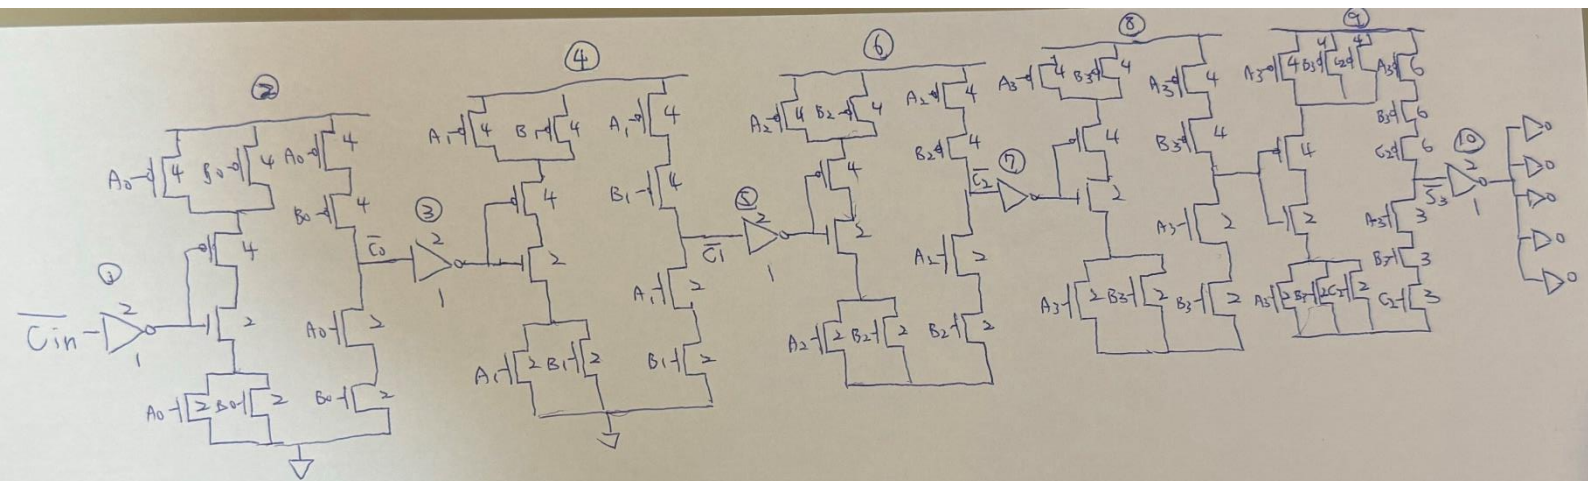 ② ④ ⑥ ⑧ ⑨
A₀ 4 B₀ 4 A₀ 4
B₀ 4
4
2
A₀ 2 B₀ 2
A₀ 2
B₀ 2
C̅₀
① 2
C̅i̅n̅
1
③ 2
1
A₁ 4 B₁ 4 A₁ 4
B₁ 4
4
2
A₁ 2 B₁ 2
A₁ 2
B₁ 2
C̅₁
⑤ 2
1
A₂ 4 B₂ 4 A₂ 4
B₂ 4
4
2
A₂ 2 B₂ 2
A₂ 2
B₂ 2
C̅₂
⑦
A₃ 4 B₃ 4 A₃ 4
B₃ 4
4
2
A₃ 2 B₃ 2
A₃ 2
B₃ 2
A₃ 4 B₃ 4 C₂ 4 A₃ 6
B₃ 6
C₂ 6
4
2
A₃ 2 B₃ 2 C₂ 2
A₃ 3
B₃ 3
C₂ 3
S̅₃
⑩ 2
1